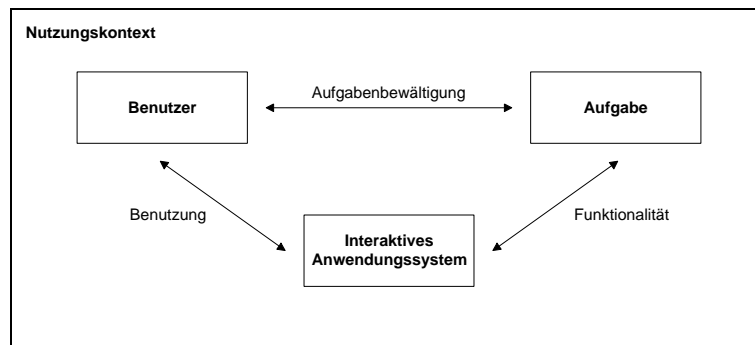 Nutzungskontext
Aufgabenbewältigung
Benutzer
Aufgabe
Benutzung
Funktionalität
Interaktives
Anwendungssystem